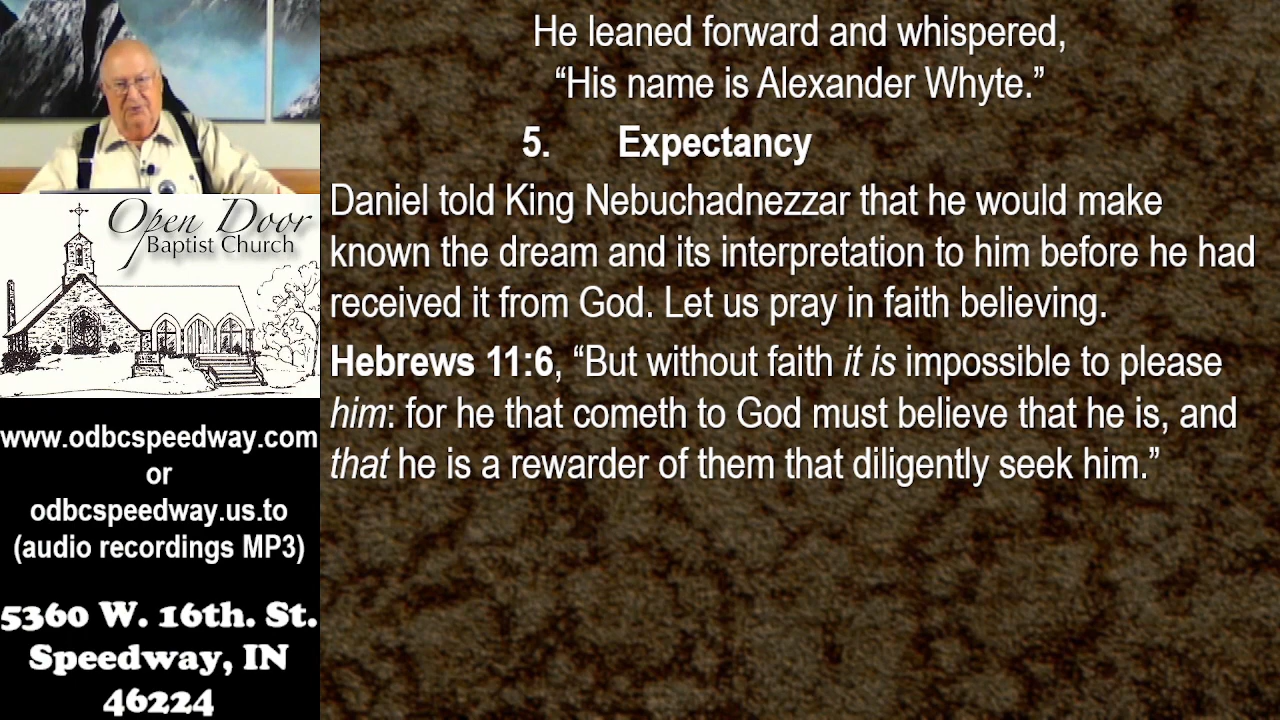 He leaned forward and whispered,
“His name is Alexander Whyte.”
5. Expectancy
Daniel told King Nebuchadnezzar that he would make
known the dream and its interpretation to him before he had
received it from God. Let us pray in faith believing.
Hebrews 11:6, “But without faith it is impossible to please
him: for he that cometh to God must believe that he is, and
that he is a rewarder of them that diligently seek him.”
Open Door
Baptist Church
www.odbcspeedway.com
or
odbcspeedway.us.to
(audio recordings MP3)
5360 W. 16th. St.
Speedway, IN
46224